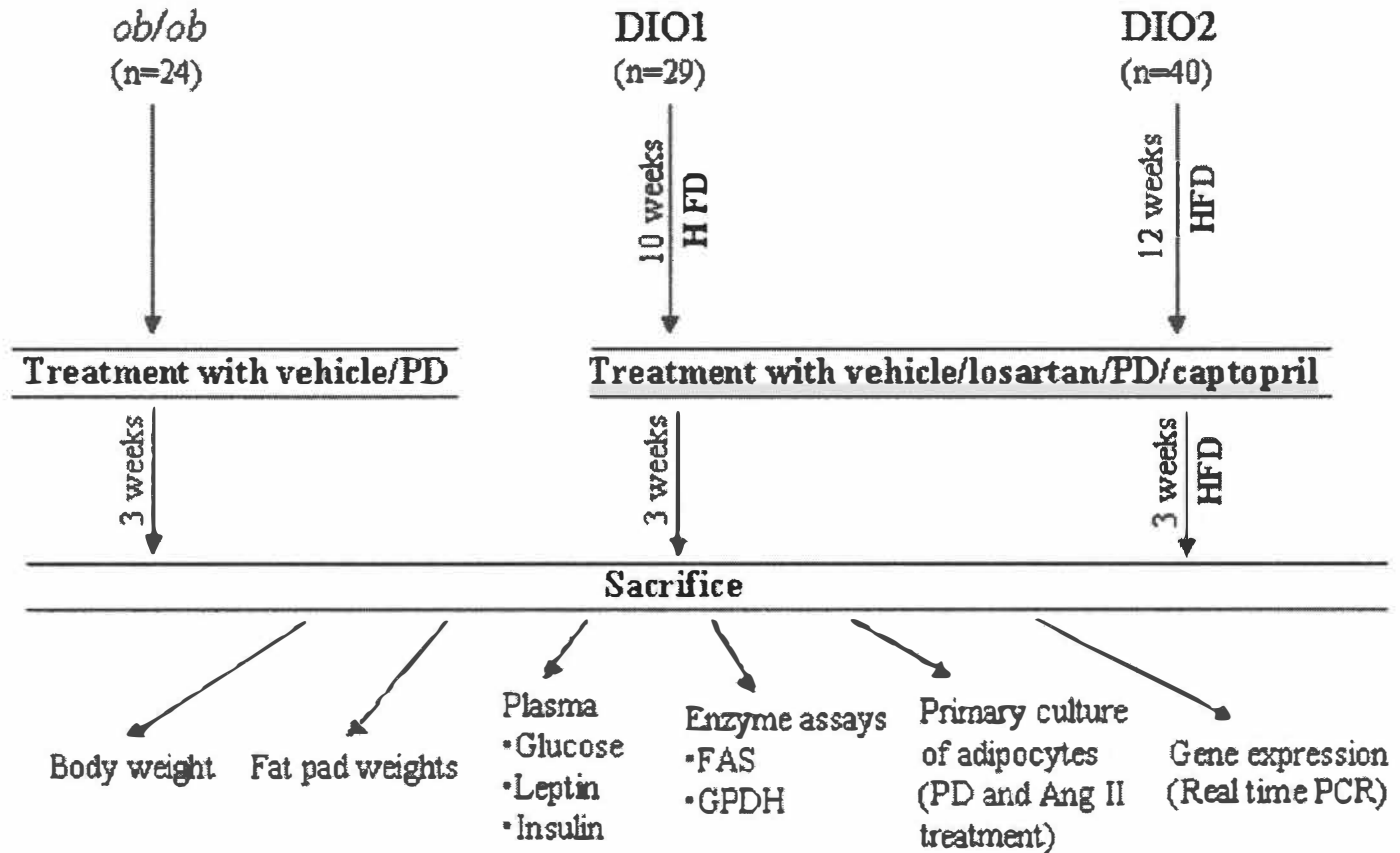 ob/ob
(n=24)
DIO1
(n=29)
DIO2
(n=40)
10 weeks
H FD
12 weeks
HFD
Treatment with vehicle/PD
Treatment with vehicle/losartan/PD/captopril
3 weeks
3 weeks
3 weeks
HFD
Sacrifice
Body weight
Fat pad weights
Plasma
•Glucose
•Leptin
•Insulin
Enzyme assays
•FAS
•GPDH
Primary culture
of adipocytes
(PD and Ang II
treatment)
Gene expression
(Real time PCR)